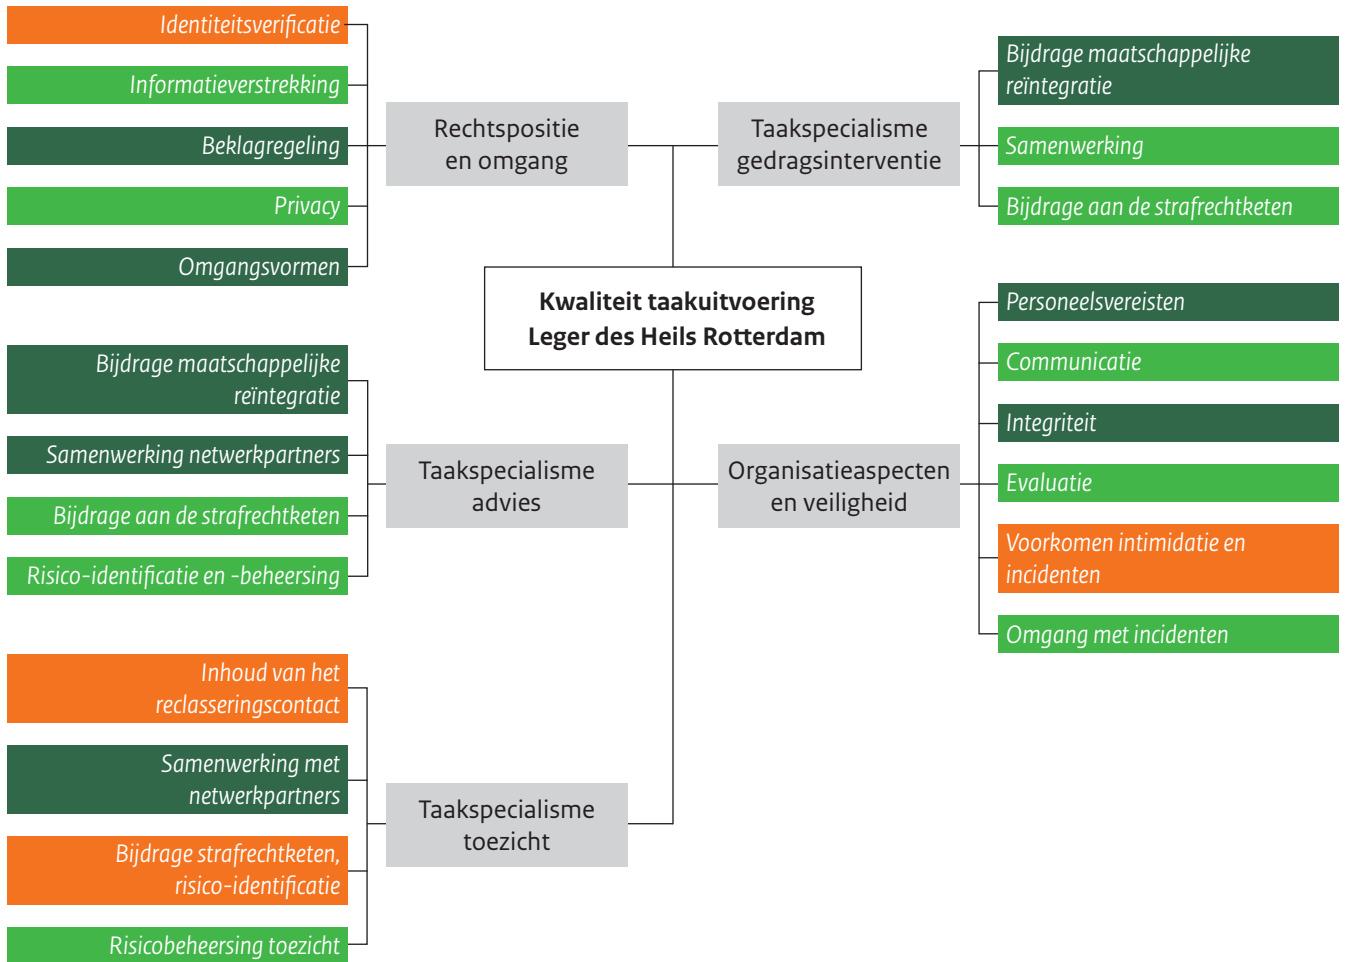 Identiteitsverificatie
Informatieverstrekking
Beklagregeling
Privacy
Omgangsvormen
Rechtspositie
en omgang
Taakspecialisme
gedragsinterventie
Bijdrage maatschappelijke
reïntegratie
Samenwerking
Bijdrage aan de strafrechtketen
Kwaliteit taakuitvoering
Leger des Heils Rotterdam
Bijdrage maatschappelijke
reïntegratie
Samenwerking netwerkpartners
Bijdrage aan de strafrechtketen
Risico-identificatie en -beheersing
Taakspecialisme
advies
Organisatieaspecten
en veiligheid
Personeelsvereisten
Communicatie
Integriteit
Evaluatie
Voorkomen intimidatie en
incidenten
Omgang met incidenten
Inhoud van het
reclasseringscontact
Samenwerking met
netwerkpartners
Bijdrage strafrechtketen,
risico-identificatie
Risicobeheersing toezicht
Taakspecialisme
toezicht